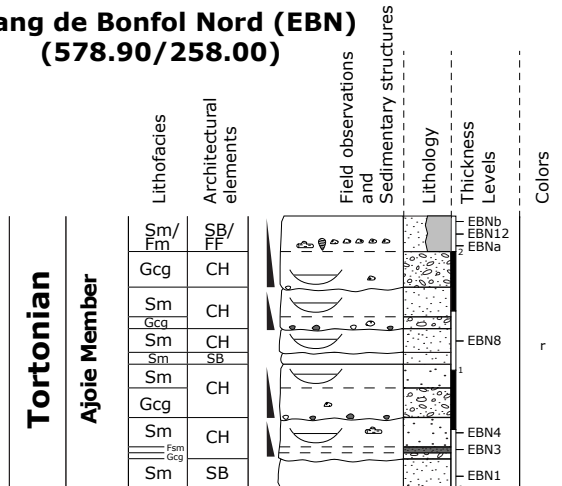 ang de Bonfol Nord (EBN)
(578.90/258.00)
Lithofacies
Architectural
elements
Field observations
and
Sedimentary structures
Lithology
Thickness
Levels
Colors
Tortonian
Ajoie Member
Sm/
Fm
SB/
FF
Gcg
CH
Sm
Gcg
CH
Sm
CH
Sm
SB
Sm
Gcg
CH
Sm
Fsm
Gcg
CH
Sm
SB
EBNb
EBN12
EBNa
2
EBN8
1
EBN4
EBN3
EBN1
r